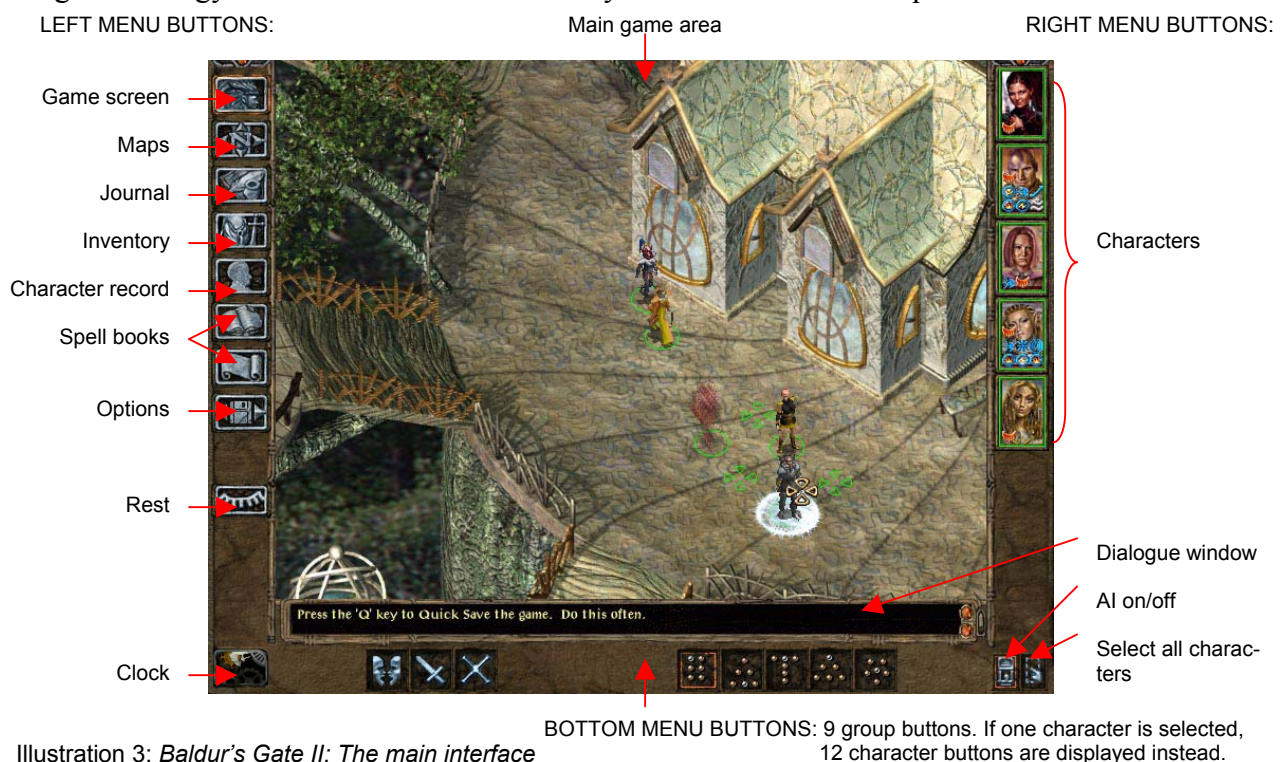 LEFT MENU BUTTONS:
Main game area
RIGHT MENU BUTTONS:
Game screen
Maps
Journal
Inventory
Character record
Spell books
Options
Rest
Clock
Characters
Dialogue window
AI on/off
Select all charac-
ters
Press the 'Q' key to Quick Save the game. Do this often.
BOTTOM MENU BUTTONS: 9 group buttons. If one character is selected,
12 character buttons are displayed instead.
Illustration 3: Baldur's Gate II: The main interface